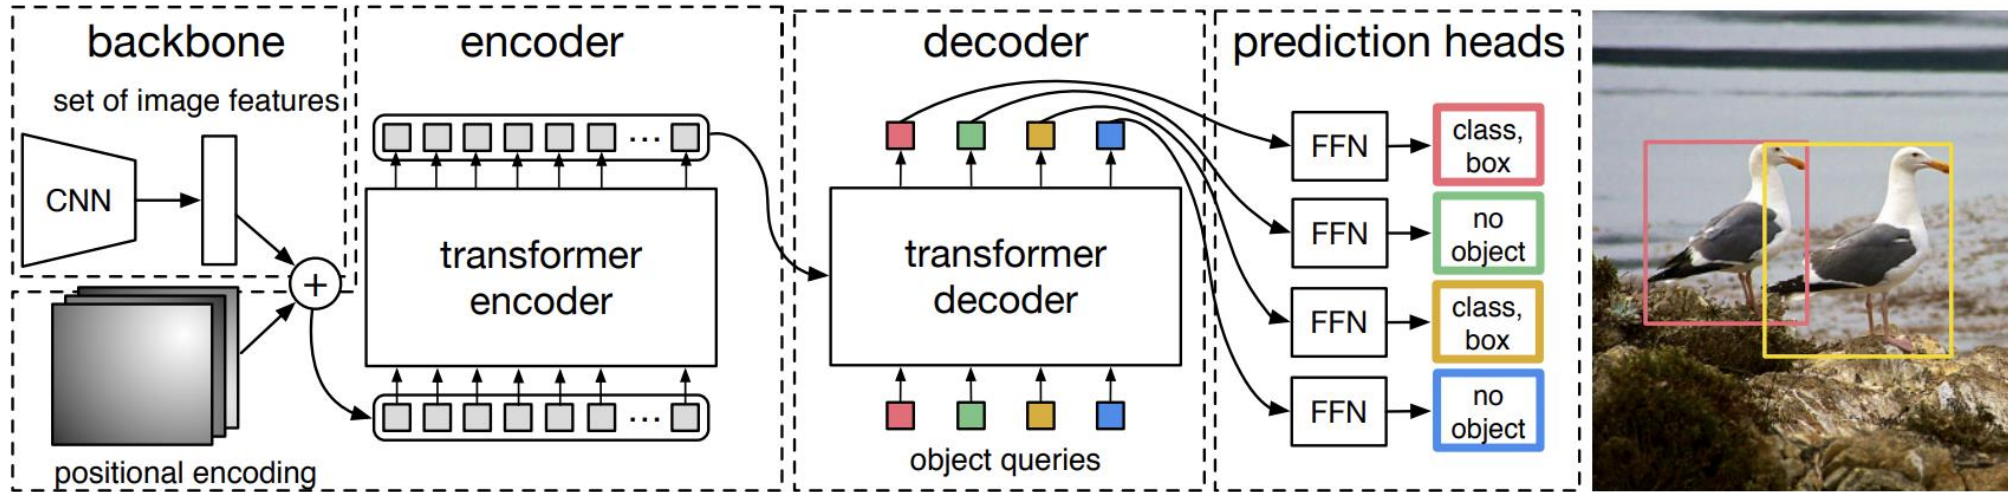 backbone
set of image features
CNN
+
positional encoding
encoder
...
transformer
encoder
...
decoder
transformer
decoder
object queries
prediction heads
FFN
class,
box
FFN
no
object
FFN
class,
box
FFN
no
object